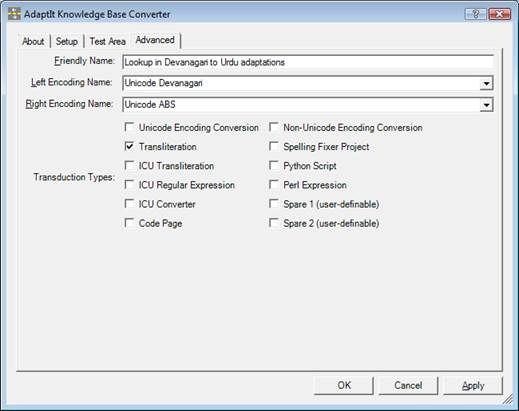 AdaptIt Knowledge Base Converter
About Setup Test Area Advanced
Friendly Name: Lookup in Devanagari to Urdu adaptations
Left Encoding Name: Unicode Devanagari
Right Encoding Name: Unicode ABS
Unicode Encoding Conversion Non-Unicode Encoding Conversion
Transliteration Spelling Fixer Project
ICU Transliteration Python Script
Transduction Types:
ICU Regular Expression Perl Expression
ICU Converter Spare 1 (user-definable)
Code Page Spare 2 (user-definable)
OK Cancel Apply